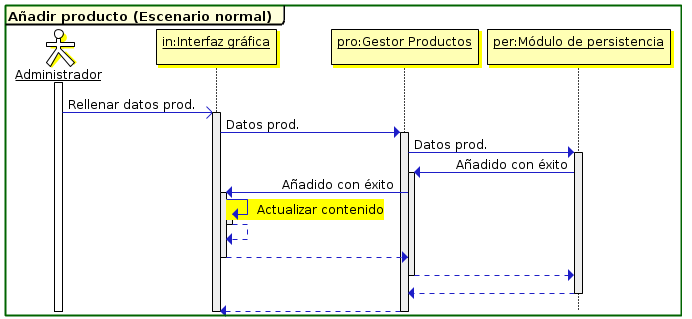 Añadir producto (Escenario normal)
in:Interfaz gráfica
pro:Gestor Productos
per:Módulo de persistencia
Administrador
Rellenar datos prod.
Datos prod.
Datos prod.
Añadido con éxito
Añadido con éxito
Actualizar contenido